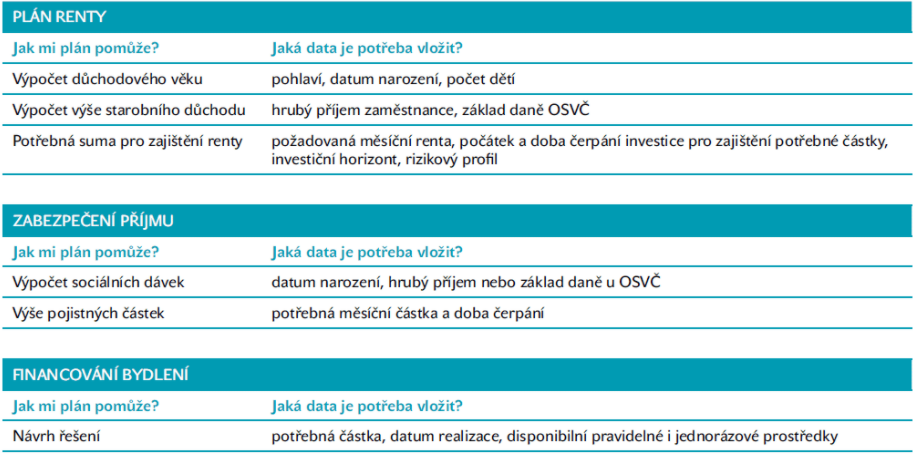 PLÁN RENTY
Jak mi plán pomůže? Jaká data je potřeba vložit?
Výpočet důchodového věku pohlaví, datum narození, počet dětí
Výpočet výše starobního důchodu hrubý příjem zaměstnance, základ daně OSVČ
Potřebná suma pro zajištění renty požadovaná měsíční renta, počátek a doba čerpání investice pro zajištění potřebné částky,
investiční horizont, rizikový profil
ZABEZPEČENÍ PŘÍJMU
Jak mi plán pomůže? Jaká data je potřeba vložit?
Výpočet sociálních dávek datum narození, hrubý příjem nebo základ daně u OSVČ
Výše pojistných částek potřebná měsíční částka a doba čerpání
FINANCOVÁNÍ BYDLENÍ
Jak mi plán pomůže? Jaká data je potřeba vložit?
Návrh řešení potřebná částka, datum realizace, disponibilní pravidelné i jednorázové prostředky